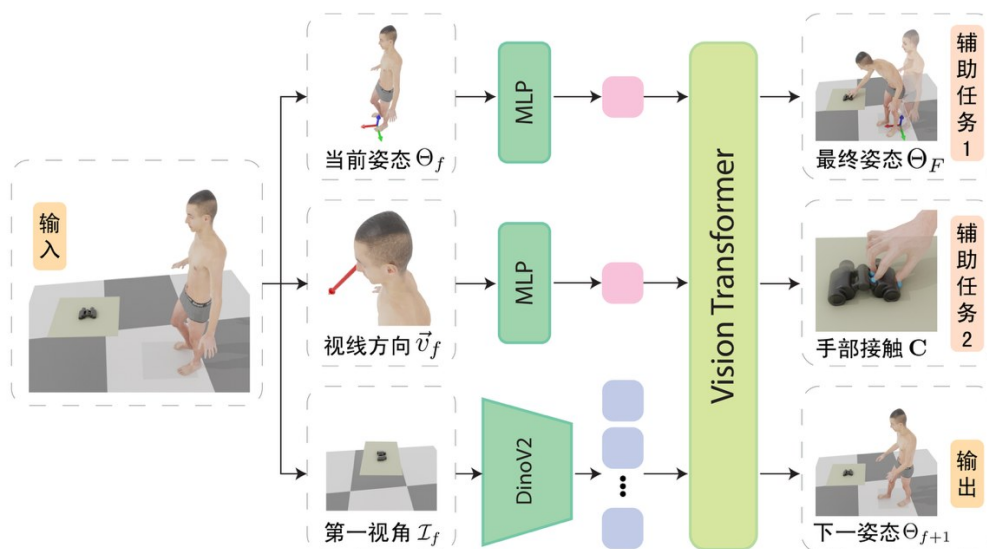 输入
当前姿态 Θ_f
MLP
视线方向 v⃗_f
MLP
第一视角 I_f
DinoV2
Vision Transformer
最终姿态 Θ_F
辅助任务1
手部接触 C
辅助任务2
下一姿态 Θ_{f+1}
输出